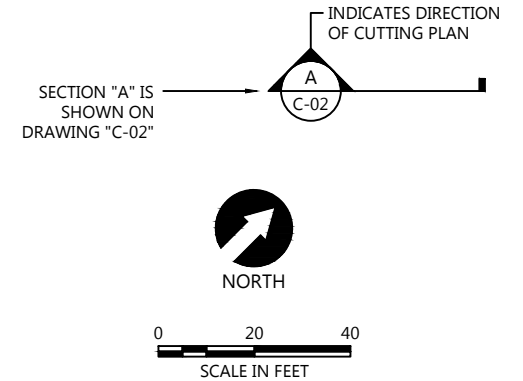 INDICATES DIRECTION
OF CUTTING PLAN
A
C-02
SECTION "A" IS
SHOWN ON
DRAWING "C-02"
NORTH
0 20 40
SCALE IN FEET